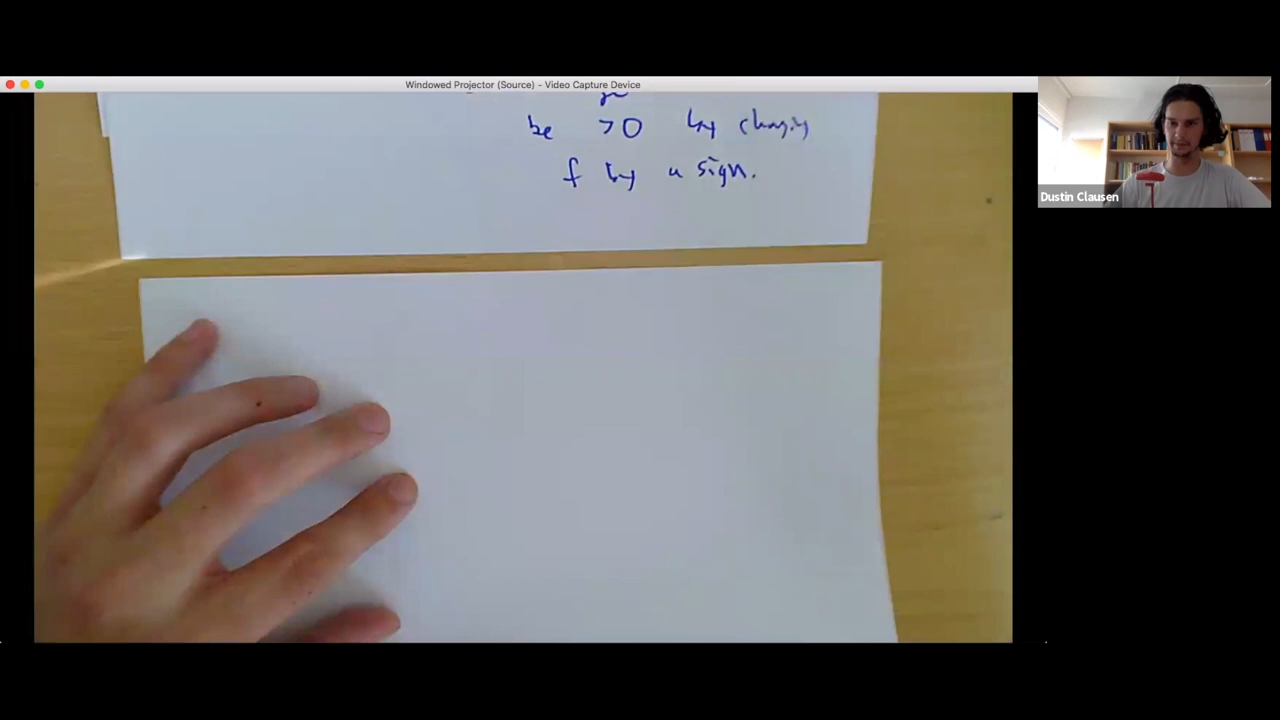 Windowed Projector (Source) - Video Capture Device
be >0 by changing
f by a sign.
Dustin Clausen